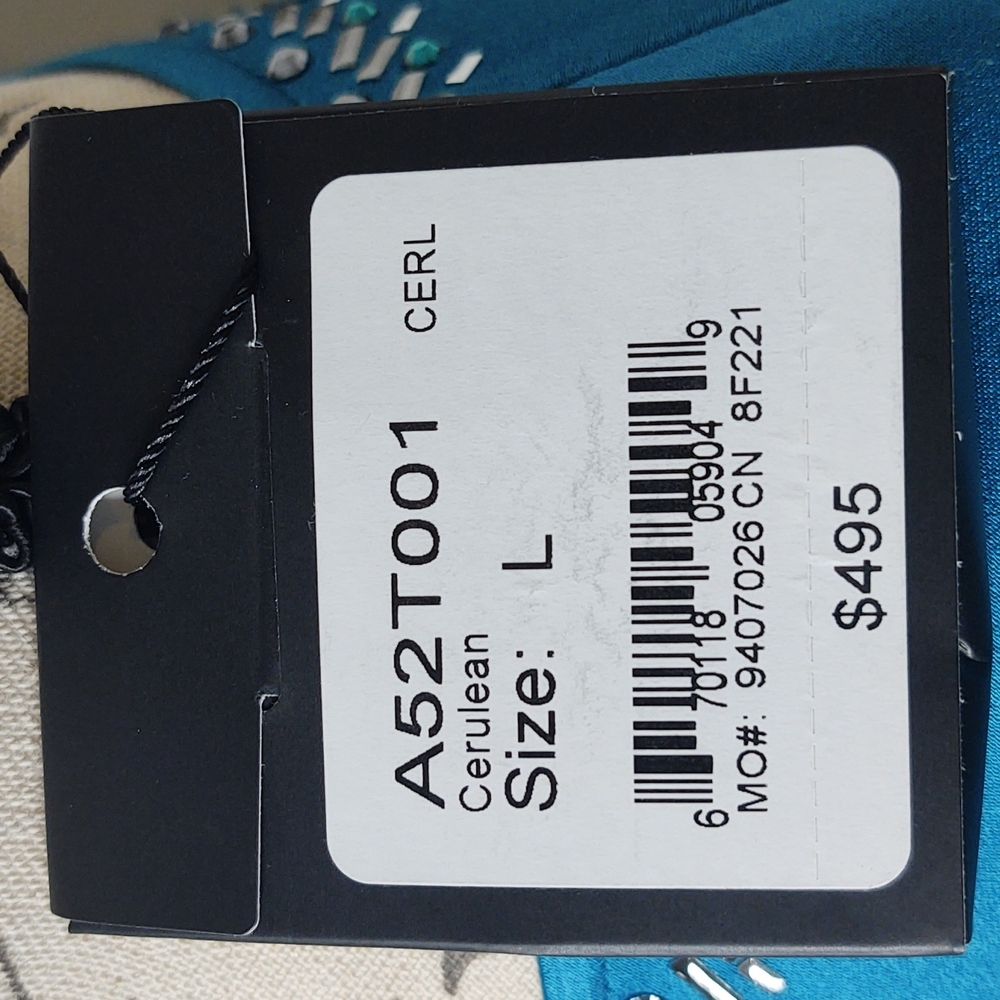 A52T001 CERL
Cerulean
Size: L
6 70118 05904 9
MO#: 9407026 CN 8F221
$495